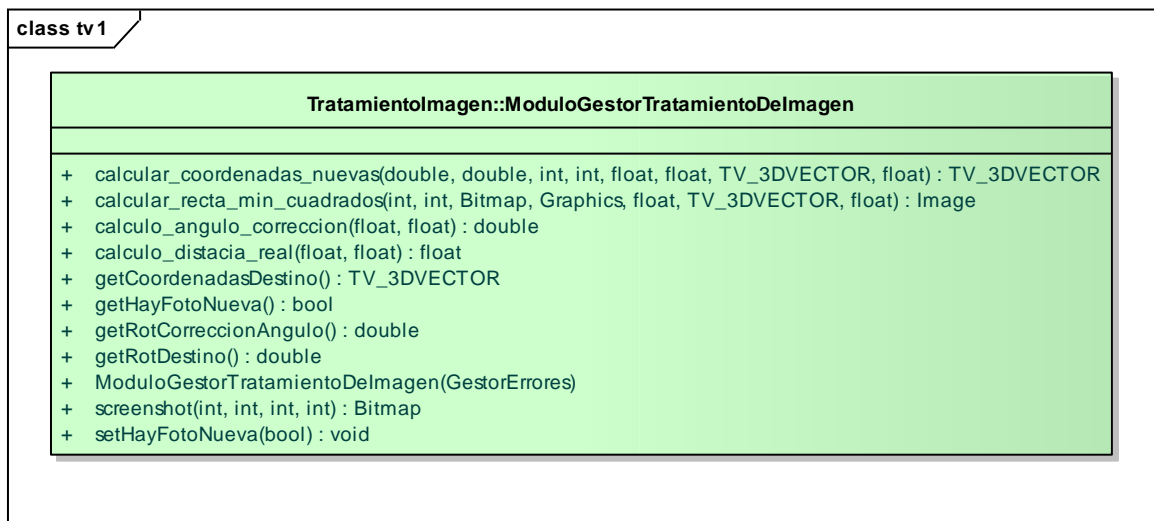 class tv1
TratamientoImagen::ModuloGestorTratamientoDeImagen
+ calcular_coordenadas_nuevas(double, double, int, int, float, float, TV_3DVECTOR, float) : TV_3DVECTOR
+ calcular_recta_min_cuadrados(int, int, Bitmap, Graphics, float, TV_3DVECTOR, float) : Image
+ calculo_angulo_correccion(float, float) : double
+ calculo_distacia_real(float, float) : float
+ getCoordenadasDestino() : TV_3DVECTOR
+ getHayFotoNueva() : bool
+ getRotCorreccionAngulo() : double
+ getRotDestino() : double
+ ModuloGestorTratamientoDeImagen(GestorErrores)
+ screenshot(int, int, int, int) : Bitmap
+ setHayFotoNueva(bool) : void